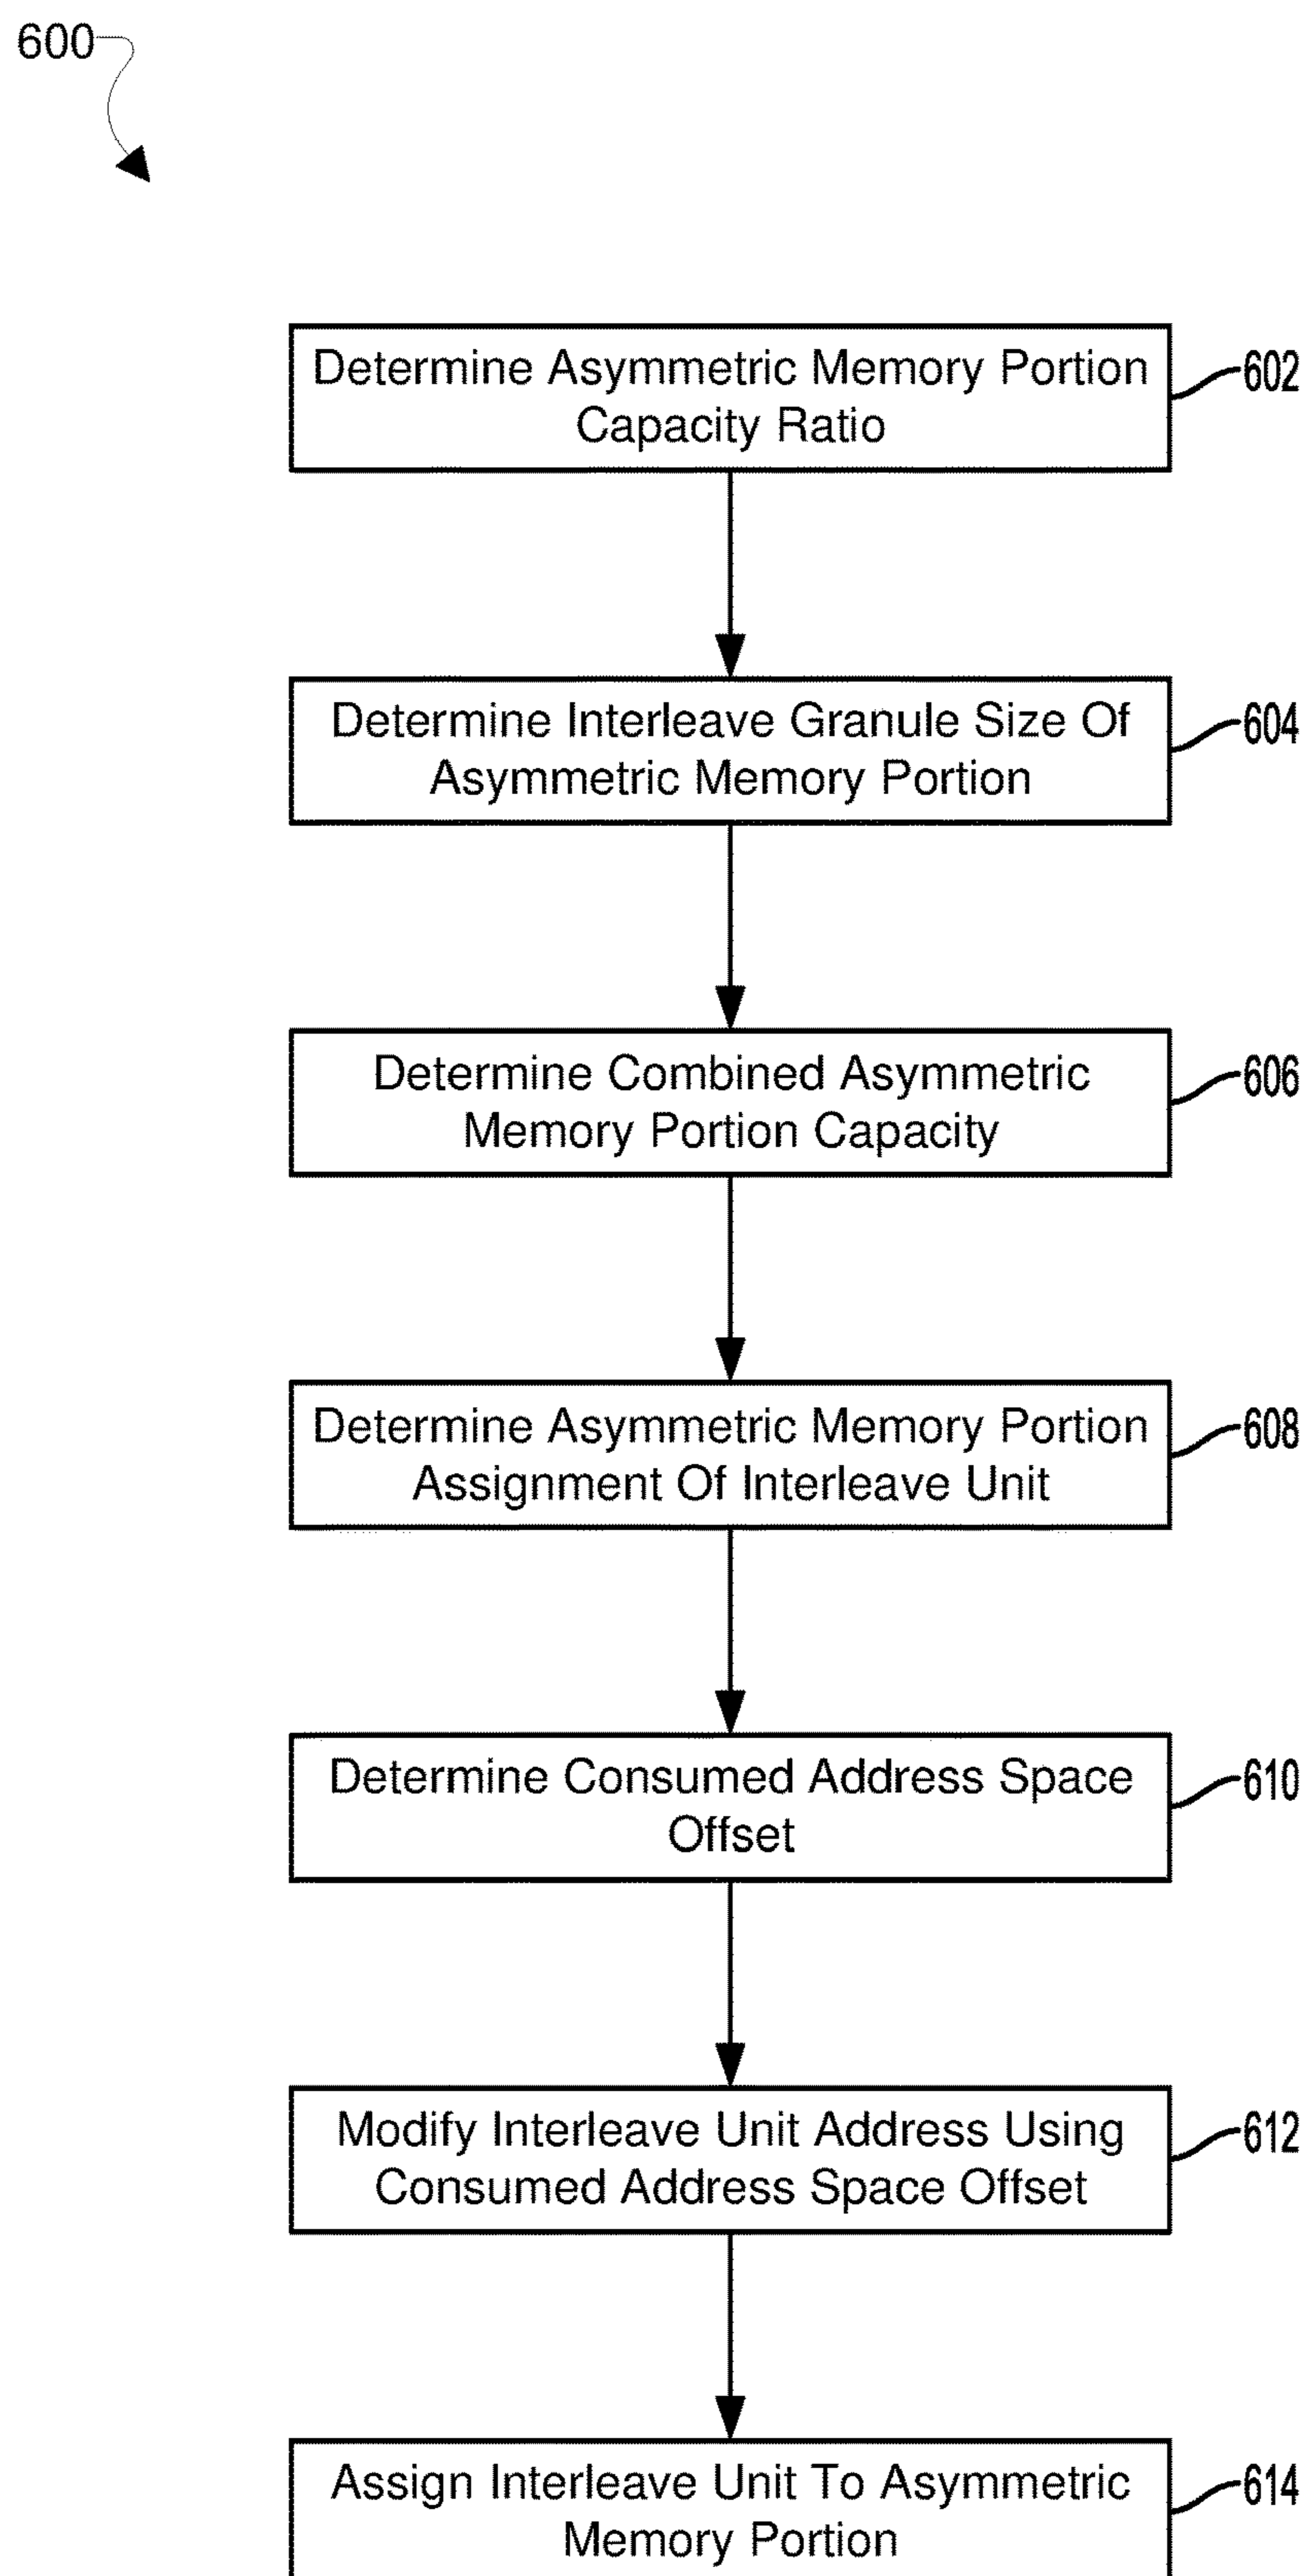 600
Determine Asymmetric Memory Portion
Capacity Ratio
602
Determine Interleave Granule Size Of
Asymmetric Memory Portion
604
Determine Combined Asymmetric
Memory Portion Capacity
606
Determine Asymmetric Memory Portion
Assignment Of Interleave Unit
608
Determine Consumed Address Space
Offset
610
Modify Interleave Unit Address Using
Consumed Address Space Offset
612
Assign Interleave Unit To Asymmetric
Memory Portion
614